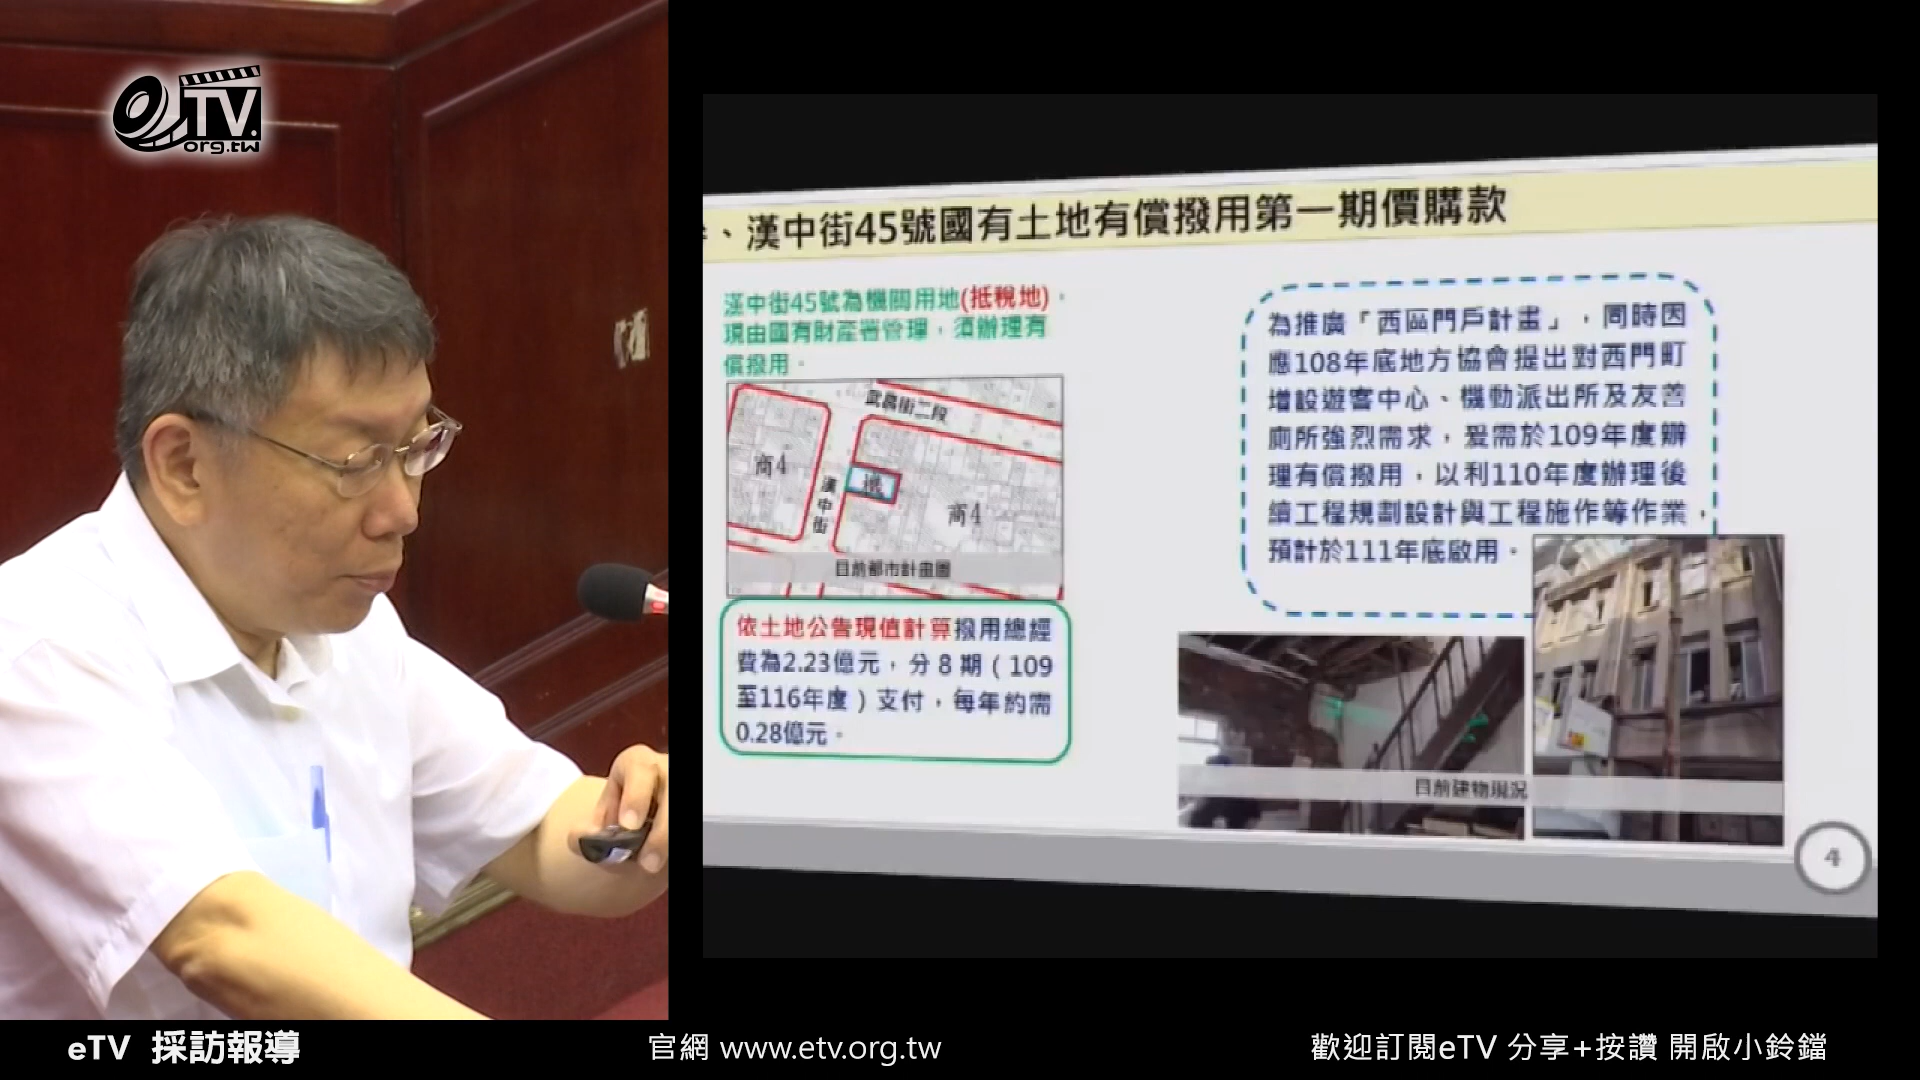 eTV.
org.tw
、漢中街45號國有土地有償撥用第一期價購款
漢中街45號為機關用地(抵稅地)，
現由國有財產署管理，須辦理有
償撥用。
武昌街二段
商4
漢中街
機
商4
目前都市計畫圖
依土地公告現值計算撥用總經
費為2.23億元，分8期（109
至116年度）支付，每年約需
0.28億元。
為推廣「西區門戶計畫」，同時因
應108年底地方協會提出對西門町
增設遊客中心、機動派出所及友善
廁所強烈需求，爰需於109年度辦
理有償撥用，以利110年度辦理後
續工程規劃設計與工程施作等作業，
預計於111年底啟用。
目前建物現況
4
eTV 採訪報導
官網 www.etv.org.tw
歡迎訂閱eTV 分享+按讚 開啟小鈴鐺